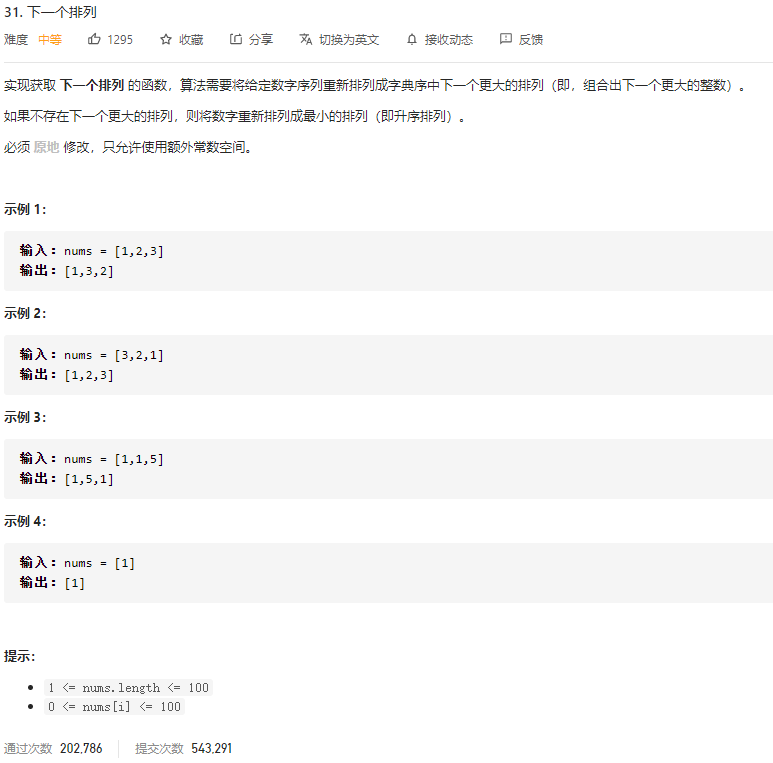 31. 下一个排列
难度 中等 1295 收藏 分享 切换为英文 接收动态 反馈
实现获取 下一个排列 的函数，算法需要将给定数字序列重新排列成字典序中下一个更大的排列（即，组合出下一个更大的整数）。
如果不存在下一个更大的排列，则将数字重新排列成最小的排列（即升序排列）。
必须 原地 修改，只允许使用额外常数空间。
示例 1：
输入：nums = [1,2,3]
输出：[1,3,2]
示例 2：
输入：nums = [3,2,1]
输出：[1,2,3]
示例 3：
输入：nums = [1,1,5]
输出：[1,5,1]
示例 4：
输入：nums = [1]
输出：[1]
提示：
1 <= nums.length <= 100
0 <= nums[i] <= 100
通过次数 202,786 提交次数 543,291